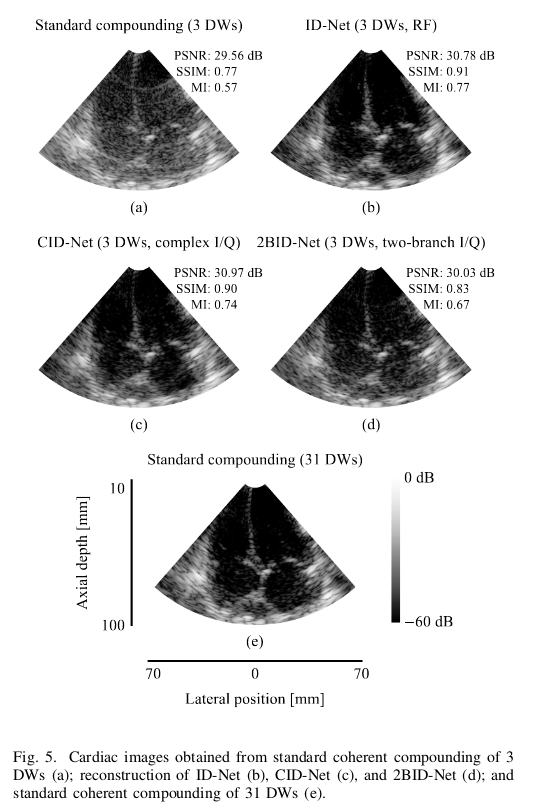 Standard compounding (3 DWs)
PSNR: 29.56 dB
SSIM: 0.77
MI: 0.57
(a)
ID-Net (3 DWs, RF)
PSNR: 30.78 dB
SSIM: 0.91
MI: 0.77
(b)
CID-Net (3 DWs, complex I/Q)
PSNR: 30.97 dB
SSIM: 0.90
MI: 0.74
(c)
2BID-Net (3 DWs, two-branch I/Q)
PSNR: 30.03 dB
SSIM: 0.83
MI: 0.67
(d)
Standard compounding (31 DWs)
10
Axial depth [mm]
100
0 dB
−60 dB
(e)
70 0 70
Lateral position [mm]
Fig. 5. Cardiac images obtained from standard coherent compounding of 3
DWs (a); reconstruction of ID-Net (b), CID-Net (c), and 2BID-Net (d); and
standard coherent compounding of 31 DWs (e).